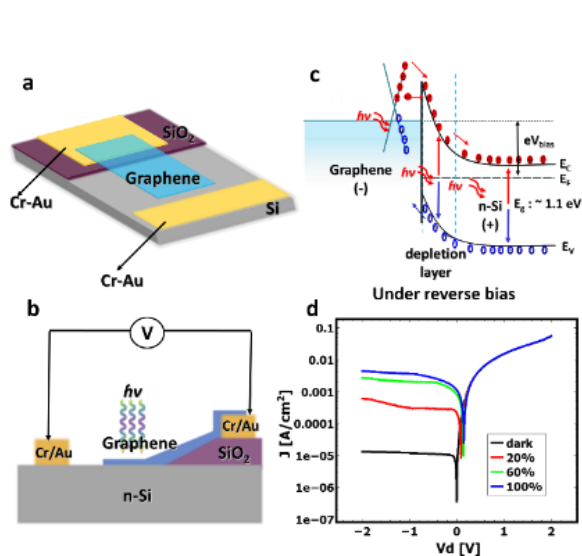 a
SiO2
Graphene
Si
Cr-Au
Cr-Au
b
V
hν
Graphene
Cr/Au
Cr/Au
SiO2
n-Si
c
hν
eVbias
EC
EF
Graphene
(-)
hν
hν
n-Si
(+)
Eg : ~ 1.1 eV
EV
depletion
layer
Under reverse bias
d
0.1
0.01
0.001
0.0001
1e-05
1e-06
1e-07
J [A/cm2]
dark
20%
60%
100%
-2
-1
0
1
2
Vd [V]